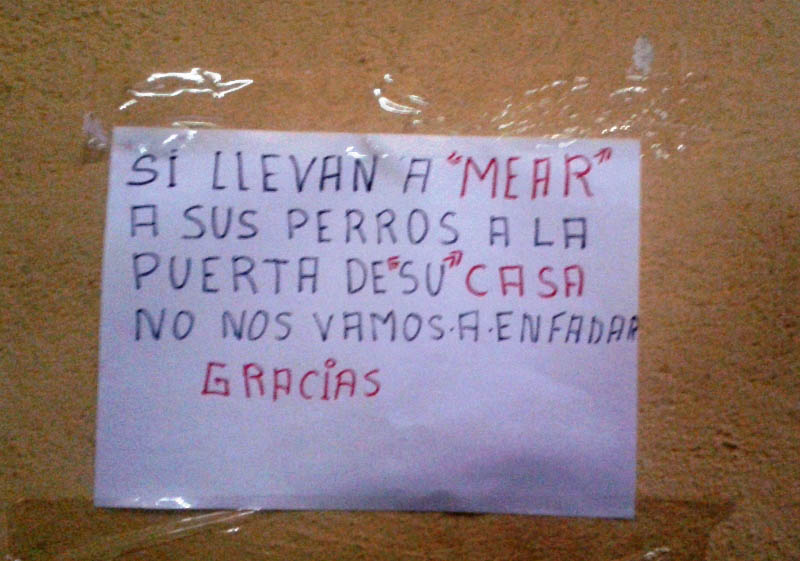 Si LLEVAN A "MEAR"
A SUS PERROS A LA
PUERTA DE "SU" CASA
NO NOS VAMOS·A·ENFADAR
GRACiAS